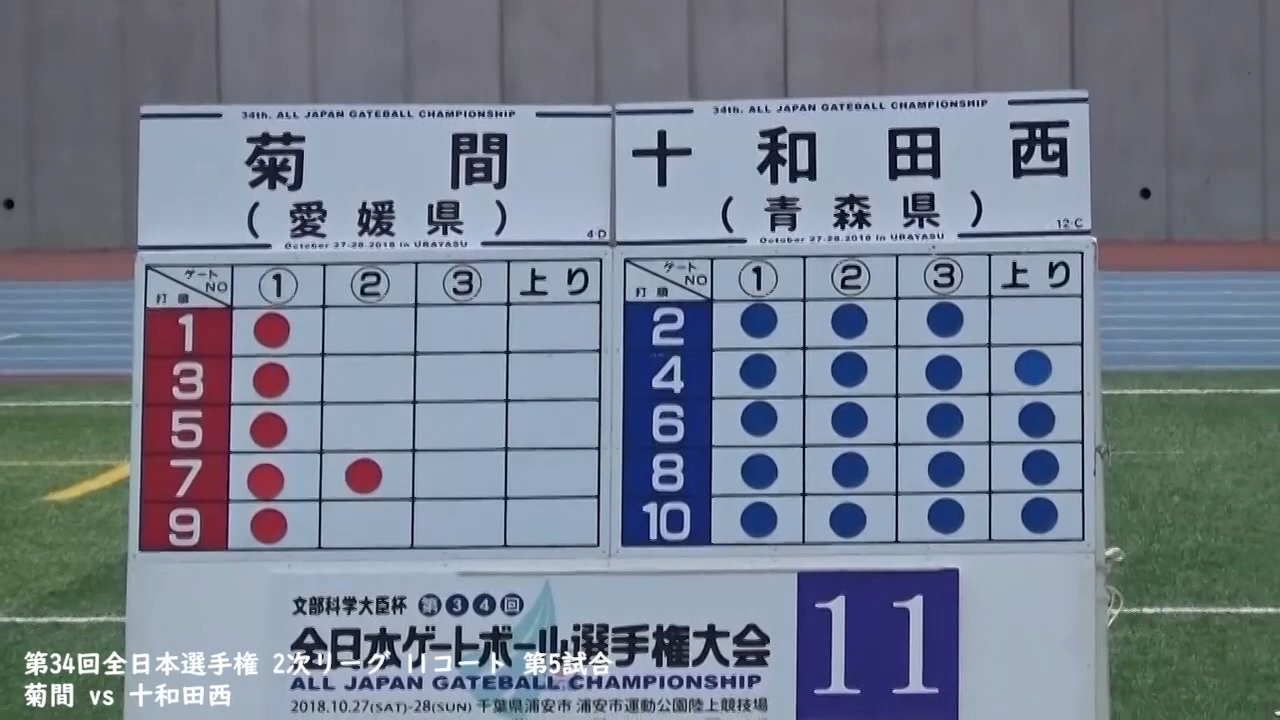 34th. ALL JAPAN GATEBALL CHAMPIONSHIP
菊 間
(愛媛県)
4-D
October 27-28.2018 in URAYASU
34th. ALL JAPAN GATEBALL CHAMPIONSHIP
十 和 田 西
(青森県)
12-C
October 27-28.2018 in URAYASU
ゲート NO 打順 ① ② ③ 上り
1
3
5
7
9
ゲート NO 打順 ① ② ③ 上り
2
4
6
8
10
文部科学大臣杯 第34回
全日本ゲートボール選手権大会
ALL JAPAN GATEBALL CHAMPIONSHIP
2018.10.27(SAT)-28(SUN) 千葉県浦安市 浦安市運動公園陸上競技場
11
第34回全日本選手権 2次リーグ 11コート 第5試合
菊間 vs 十和田西